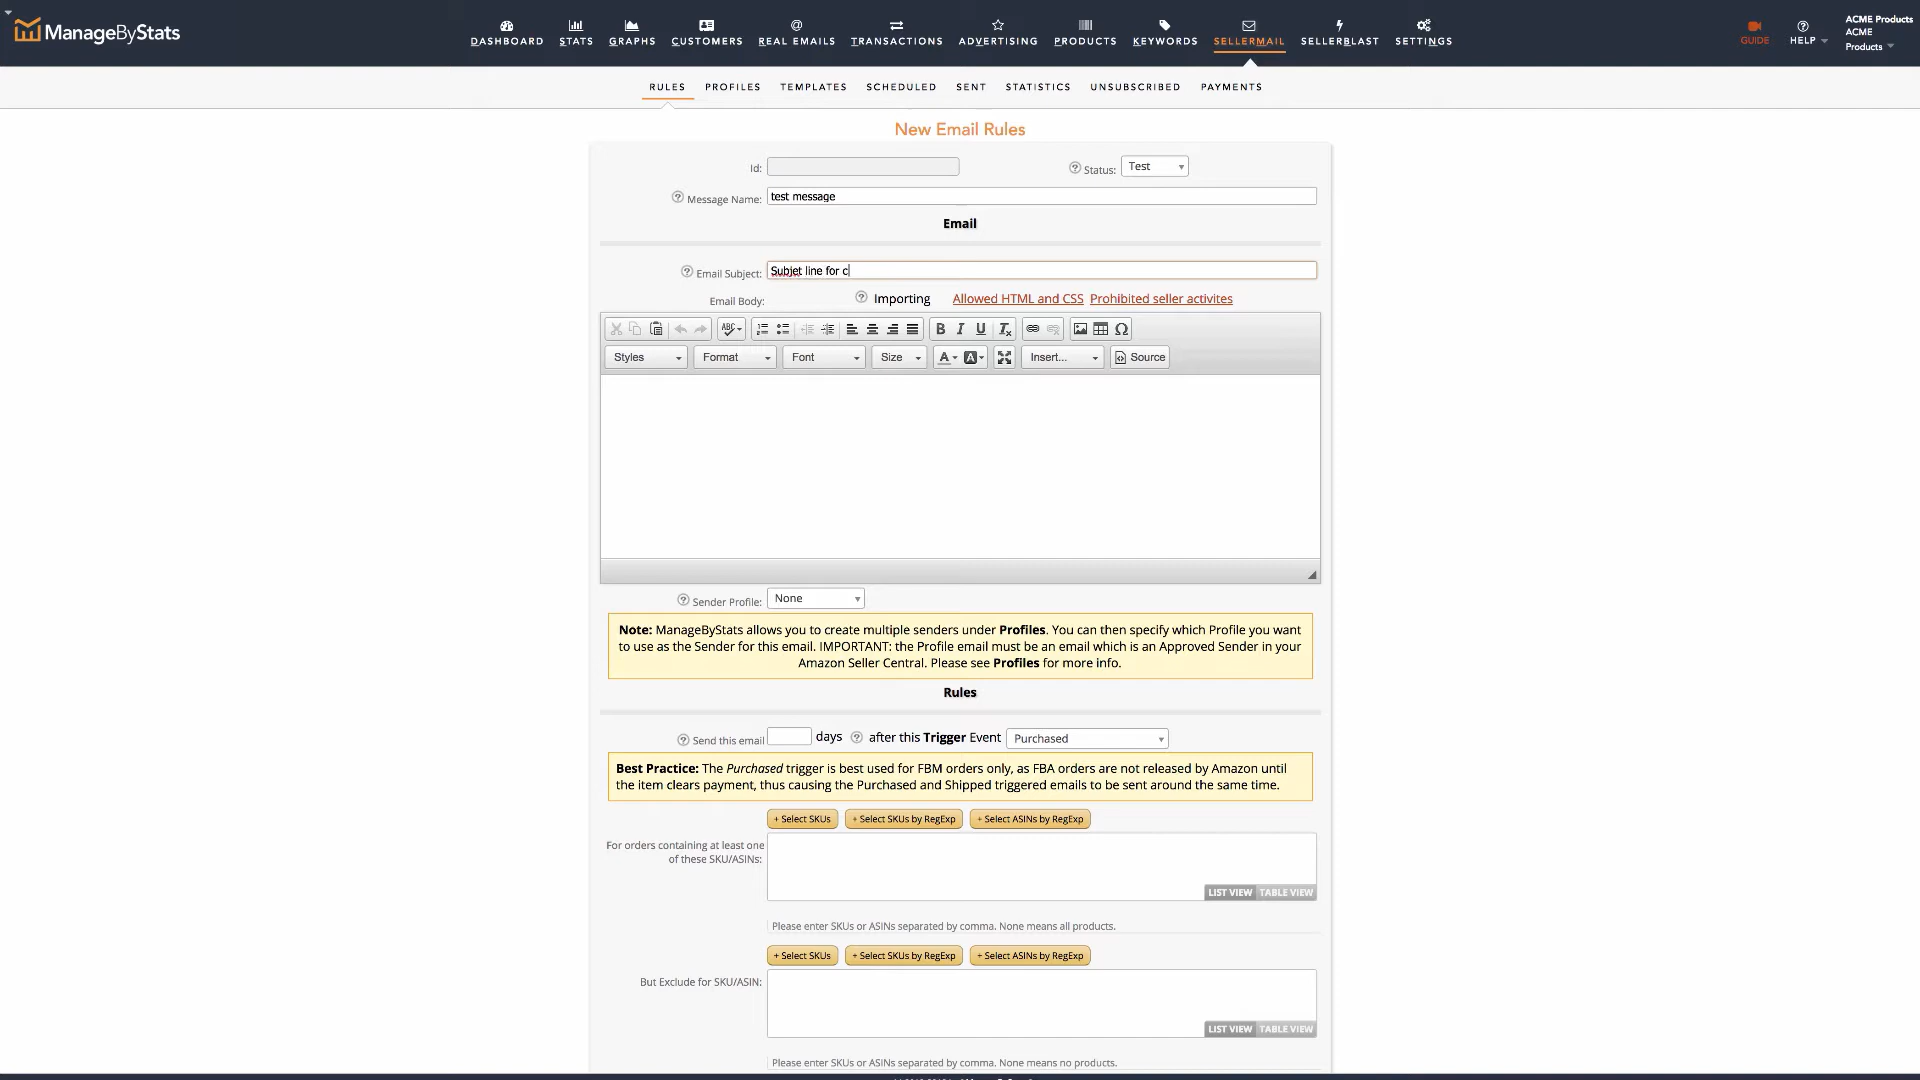 ManageByStats
DASHBOARD STATS GRAPHS CUSTOMERS REAL EMAILS TRANSACTIONS ADVERTISING PRODUCTS KEYWORDS SELLERMAIL SELLERBLAST SETTINGS
GUIDE HELP
ACME Products
ACME
Products
RULES PROFILES TEMPLATES SCHEDULED SENT STATISTICS UNSUBSCRIBED PAYMENTS
New Email Rules
Id:
Status: Test
Message Name: test message
Email
Email Subject: Subjet line for c
Email Body: Importing Allowed HTML and CSS Prohibited seller activites
Styles Format Font Size Insert... Source
Sender Profile: None
Note: ManageByStats allows you to create multiple senders under Profiles. You can then specify which Profile you want
to use as the Sender for this email. IMPORTANT: the Profile email must be an email which is an Approved Sender in your
Amazon Seller Central. Please see Profiles for more info.
Rules
Send this email days after this Trigger Event Purchased
Best Practice: The Purchased trigger is best used for FBM orders only, as FBA orders are not released by Amazon until
the item clears payment, thus causing the Purchased and Shipped triggered emails to be sent around the same time.
+ Select SKUs + Select SKUs by RegExp + Select ASINs by RegExp
For orders containing at least one
of these SKU/ASINs:
LIST VIEW TABLE VIEW
Please enter SKUs or ASINs separated by comma. None means all products.
+ Select SKUs + Select SKUs by RegExp + Select ASINs by RegExp
But Exclude for SKU/ASIN:
LIST VIEW TABLE VIEW
Please enter SKUs or ASINs separated by comma. None means no products.